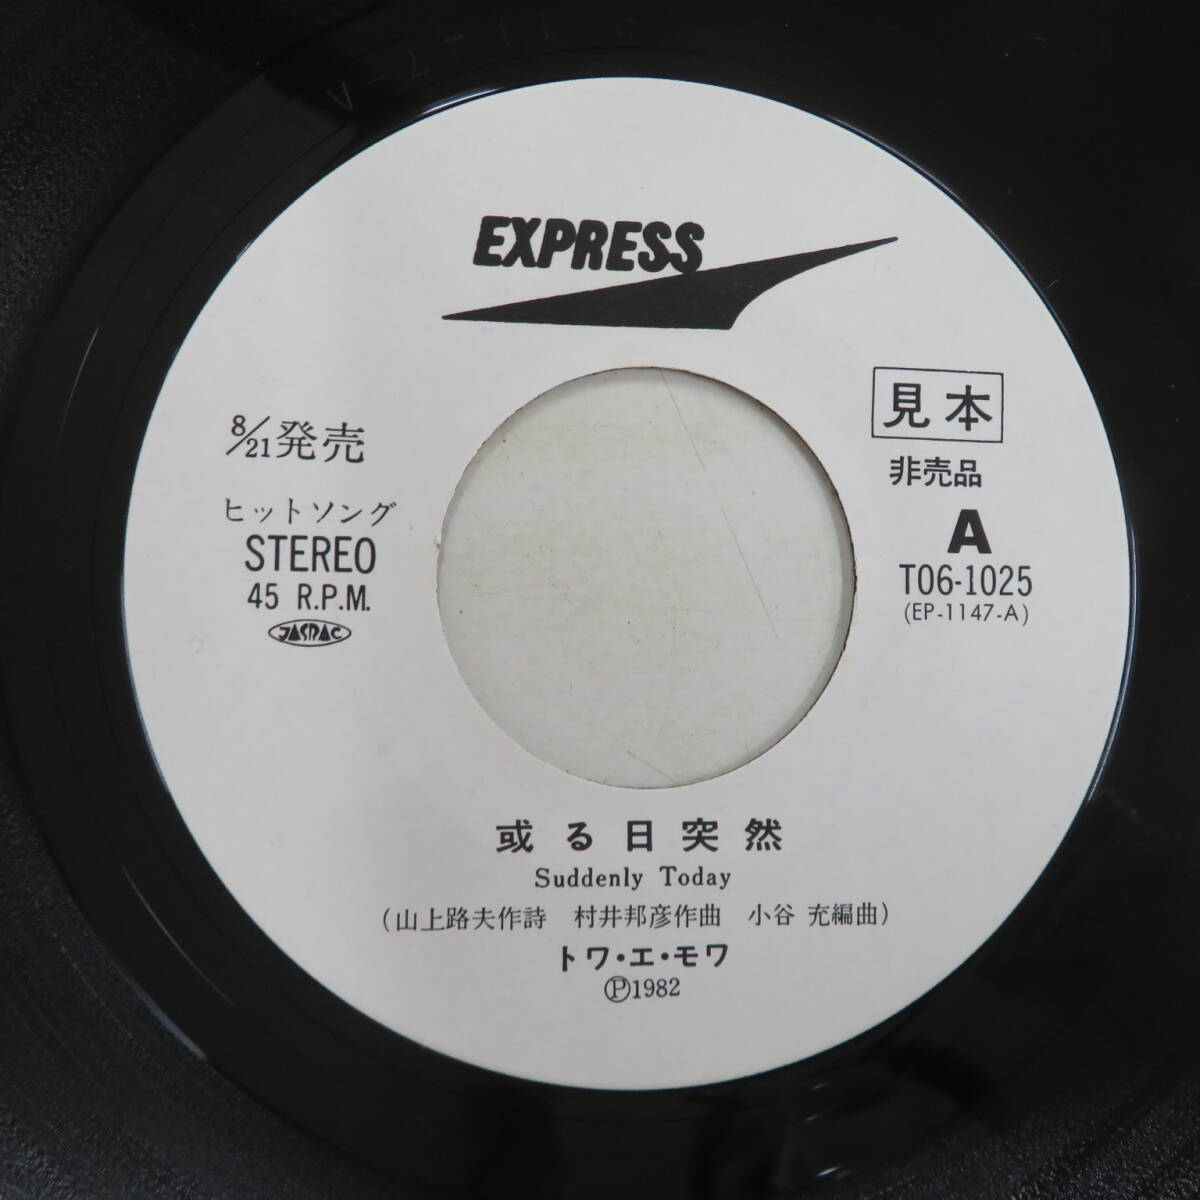 EXPRESS
8/21発売
ヒットソング
STEREO
45 R.P.M.
JASRAC
見本
非売品
A
T06-1025
(EP-1147-A)
或る日突然
Suddenly Today
(山上路夫作詩 村井邦彦作曲 小谷 充編曲)
トワ・エ・モワ
Ⓟ1982